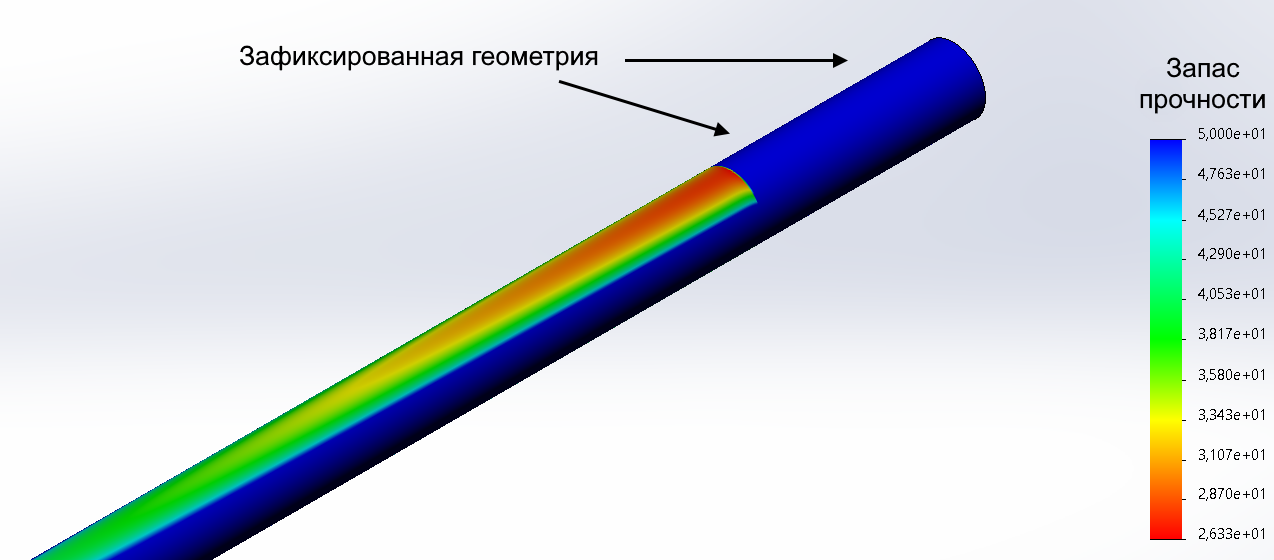 Зафиксированная геометрия
Запас
прочности
5,000e+01
4,763e+01
4,527e+01
4,290e+01
4,053e+01
3,817e+01
3,580e+01
3,343e+01
3,107e+01
2,870e+01
2,633e+01